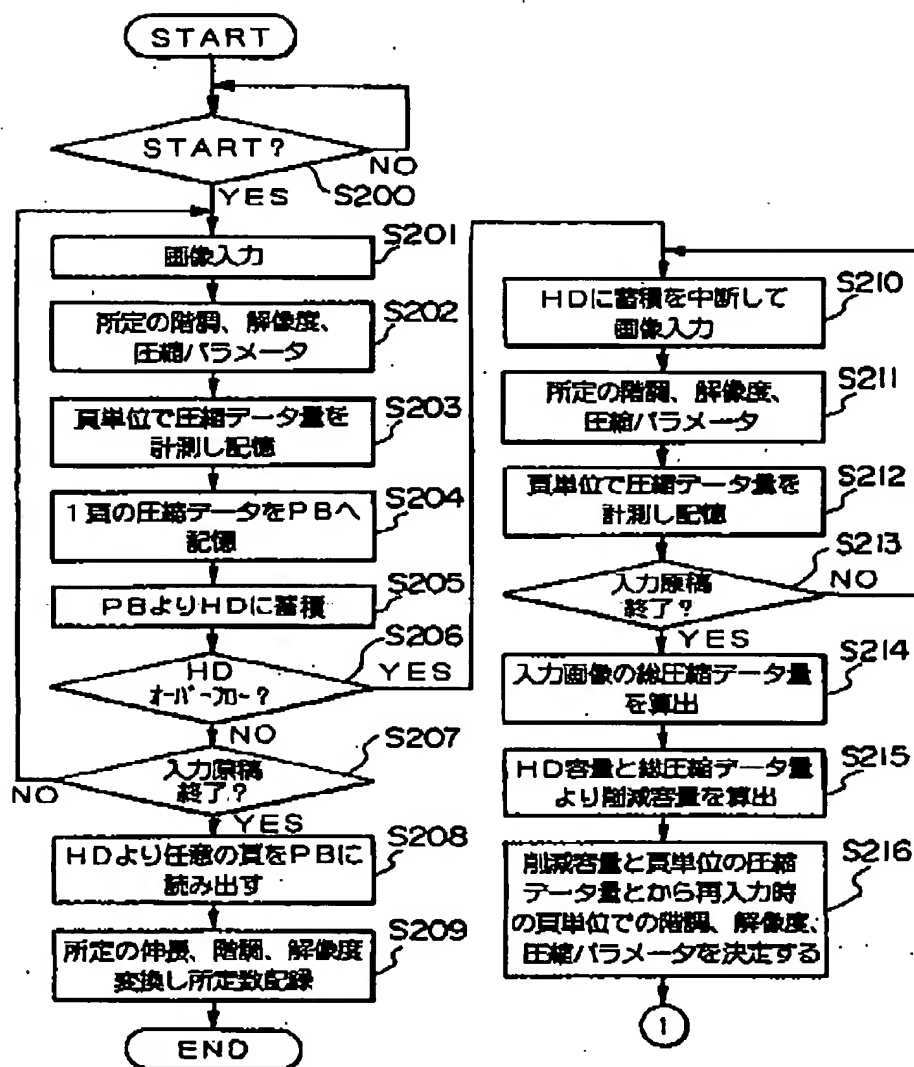 START
START?
NO
YES
S200
画像入力
S201
所定の階調、解像度、
圧縮パラメータ
S202
頁単位で圧縮データ量を
計測し記憶
S203
1頁の圧縮データをPBへ
記憶
S204
PBよりHDに蓄積
S205
HD
オーバーフロー?
S206
YES
NO
入力原稿
終了?
S207
NO
YES
HDより任意の頁をPBに
読み出す
S208
所定の伸長、階調、解像度
変換し所定数記録
S209
END
HDに蓄積を中断して
画像入力
S210
所定の階調、解像度、
圧縮パラメータ
S211
頁単位で圧縮データ量を
計測し記憶
S212
入力原稿
終了?
S213
NO
YES
入力画像の総圧縮データ量
を算出
S214
HD容量と総圧縮データ量
より削減容量を算出
S215
削減容量と頁単位の圧縮
データ量とから再入力時
の頁単位での階調、解像度、
圧縮パラメータを決定する
S216
1